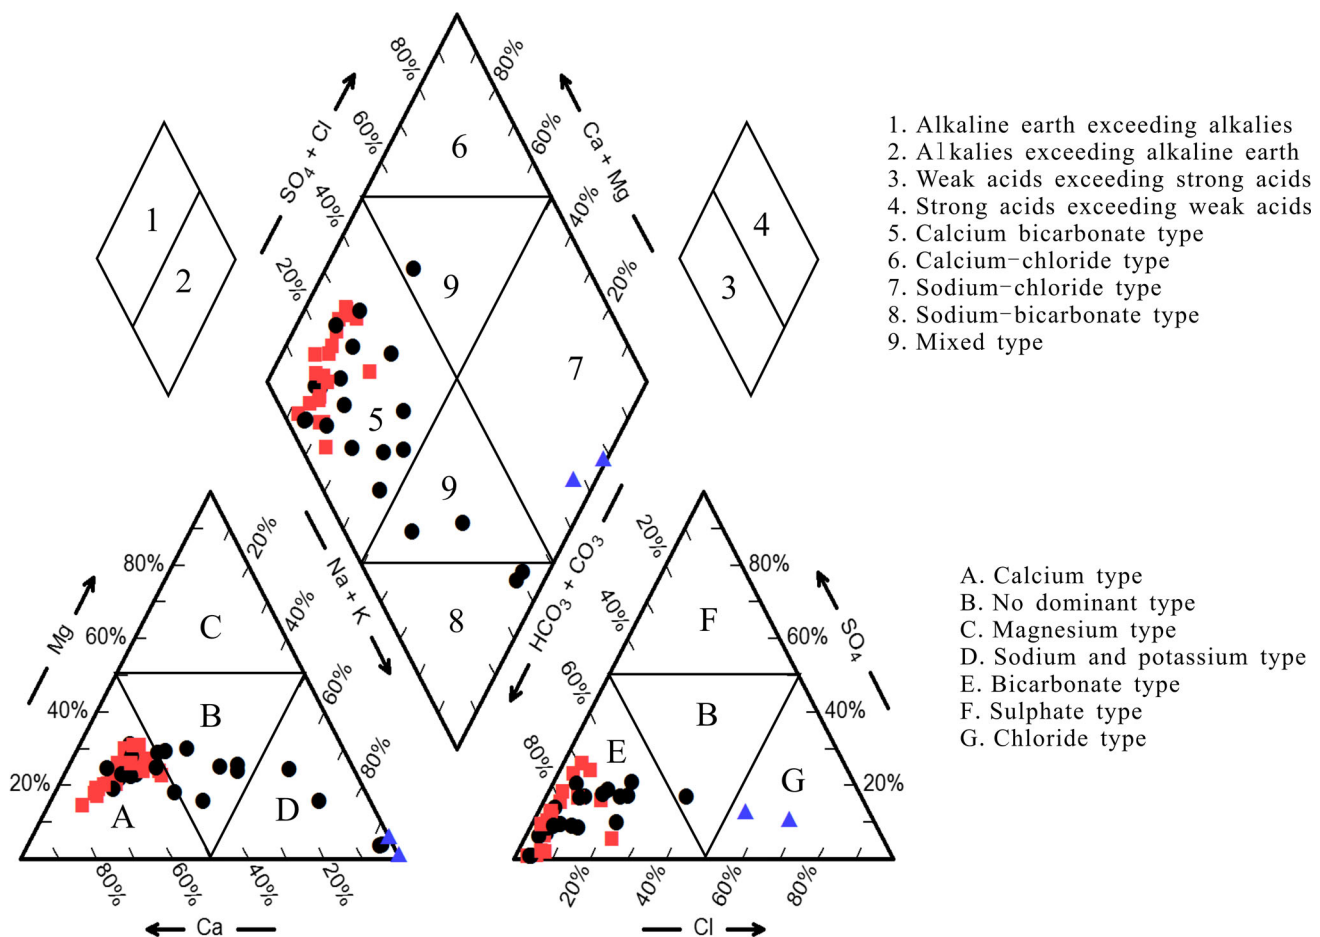 80%
80%
SO₄ + Cl
60%
6
60%
Ca + Mg
40%
40%
20%
9
20%
7
5
9
1
2
4
3
1. Alkaline earth exceeding alkalies
2. Alkalies exceeding alkaline earth
3. Weak acids exceeding strong acids
4. Strong acids exceeding weak acids
5. Calcium bicarbonate type
6. Calcium-chloride type
7. Sodium-chloride type
8. Sodium-bicarbonate type
9. Mixed type
Na + K
8
HCO₃ + CO₃
80%
20%
Mg
C
40%
60%
60%
40%
B
80%
20%
A
D
80%
60%
40%
20%
Ca
20%
80%
40%
F
60%
SO₄
60%
B
40%
80%
E
G
20%
20%
40%
60%
80%
Cl
A. Calcium type
B. No dominant type
C. Magnesium type
D. Sodium and potassium type
E. Bicarbonate type
F. Sulphate type
G. Chloride type